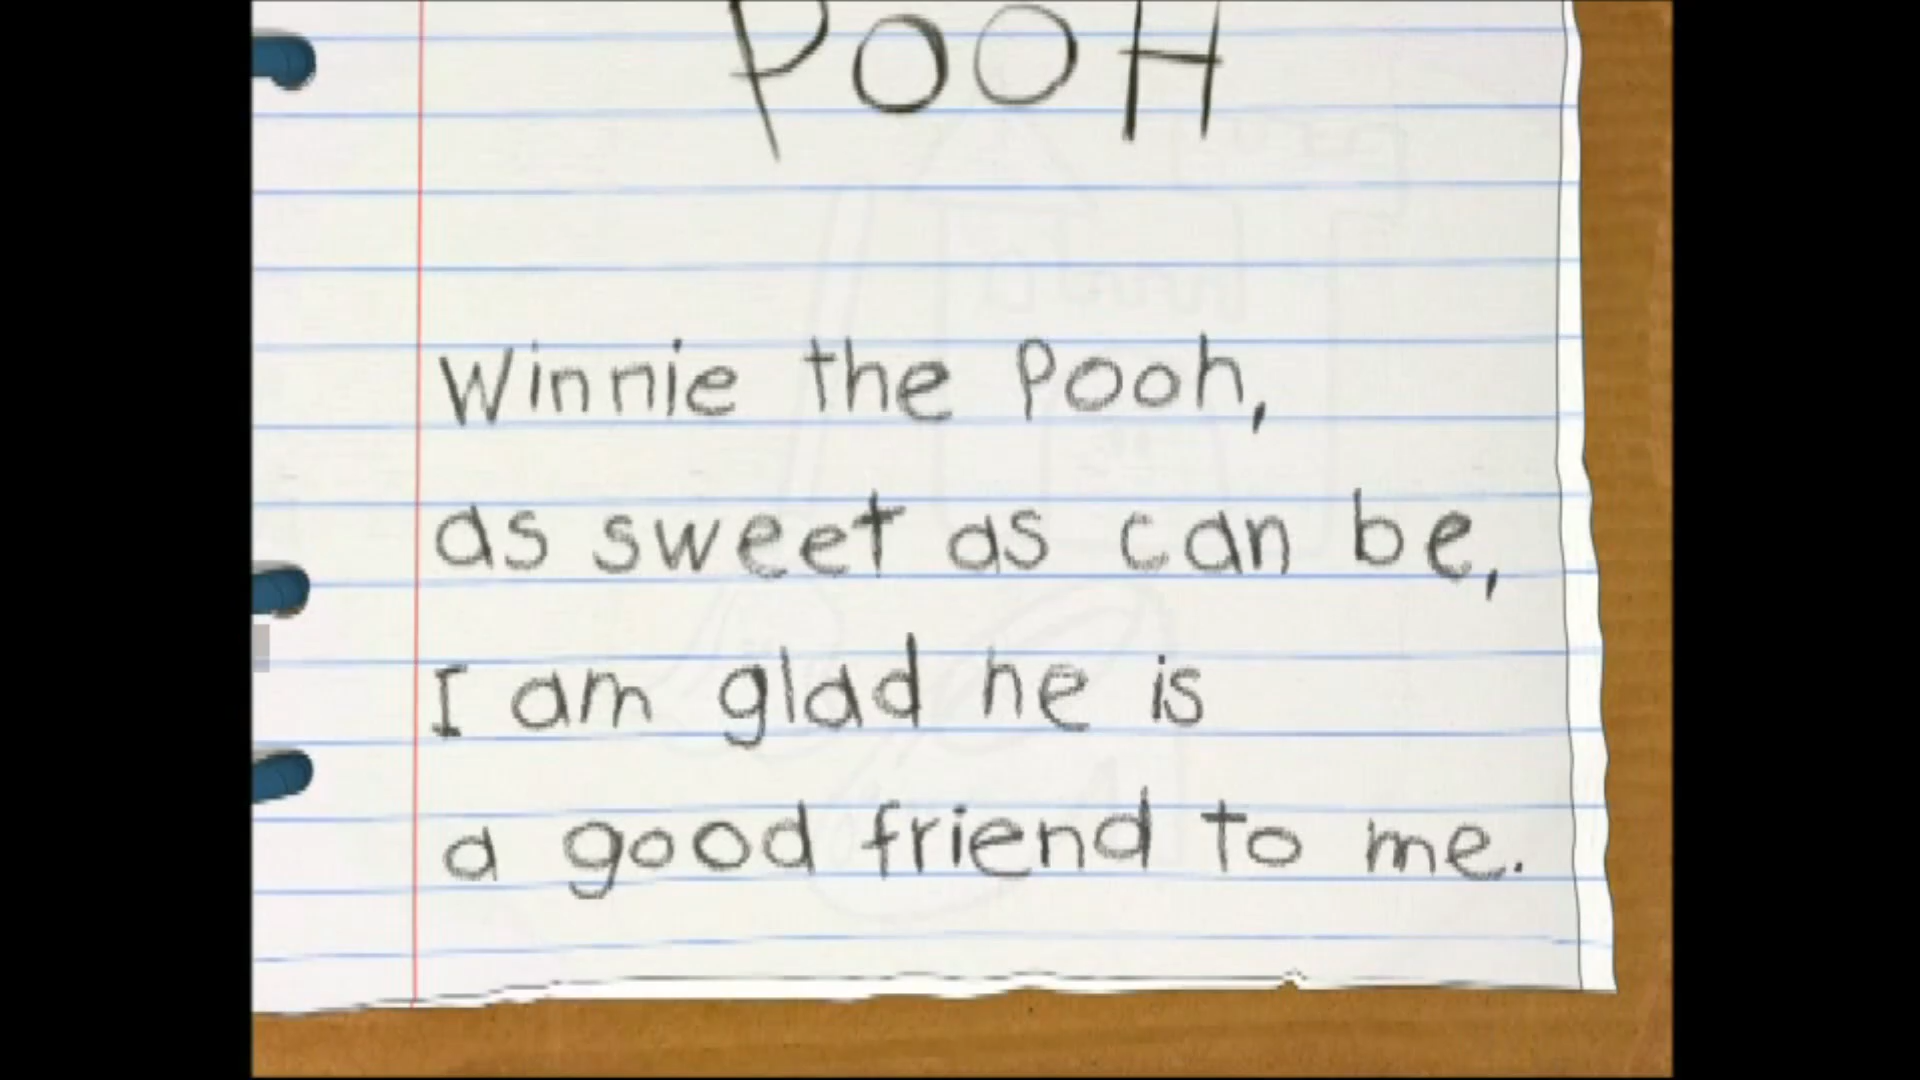 POOH
Winnie the Pooh,
as sweet as can be,
I am glad he is
a good friend to me.